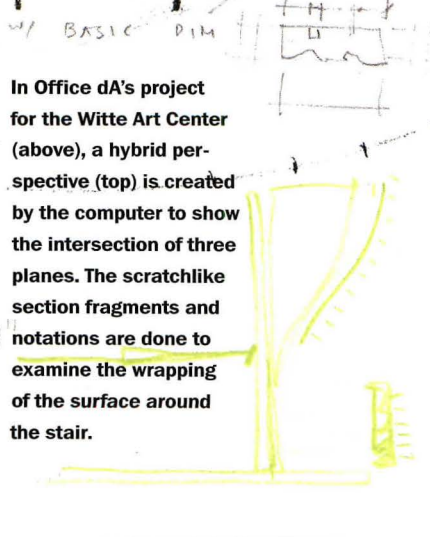 W/ BASIC DIM
In Office dA's project
for the Witte Art Center
(above), a hybrid per-
spective (top) is created
by the computer to show
the intersection of three
planes. The scratchlike
section fragments and
notations are done to
examine the wrapping
of the surface around
the stair.